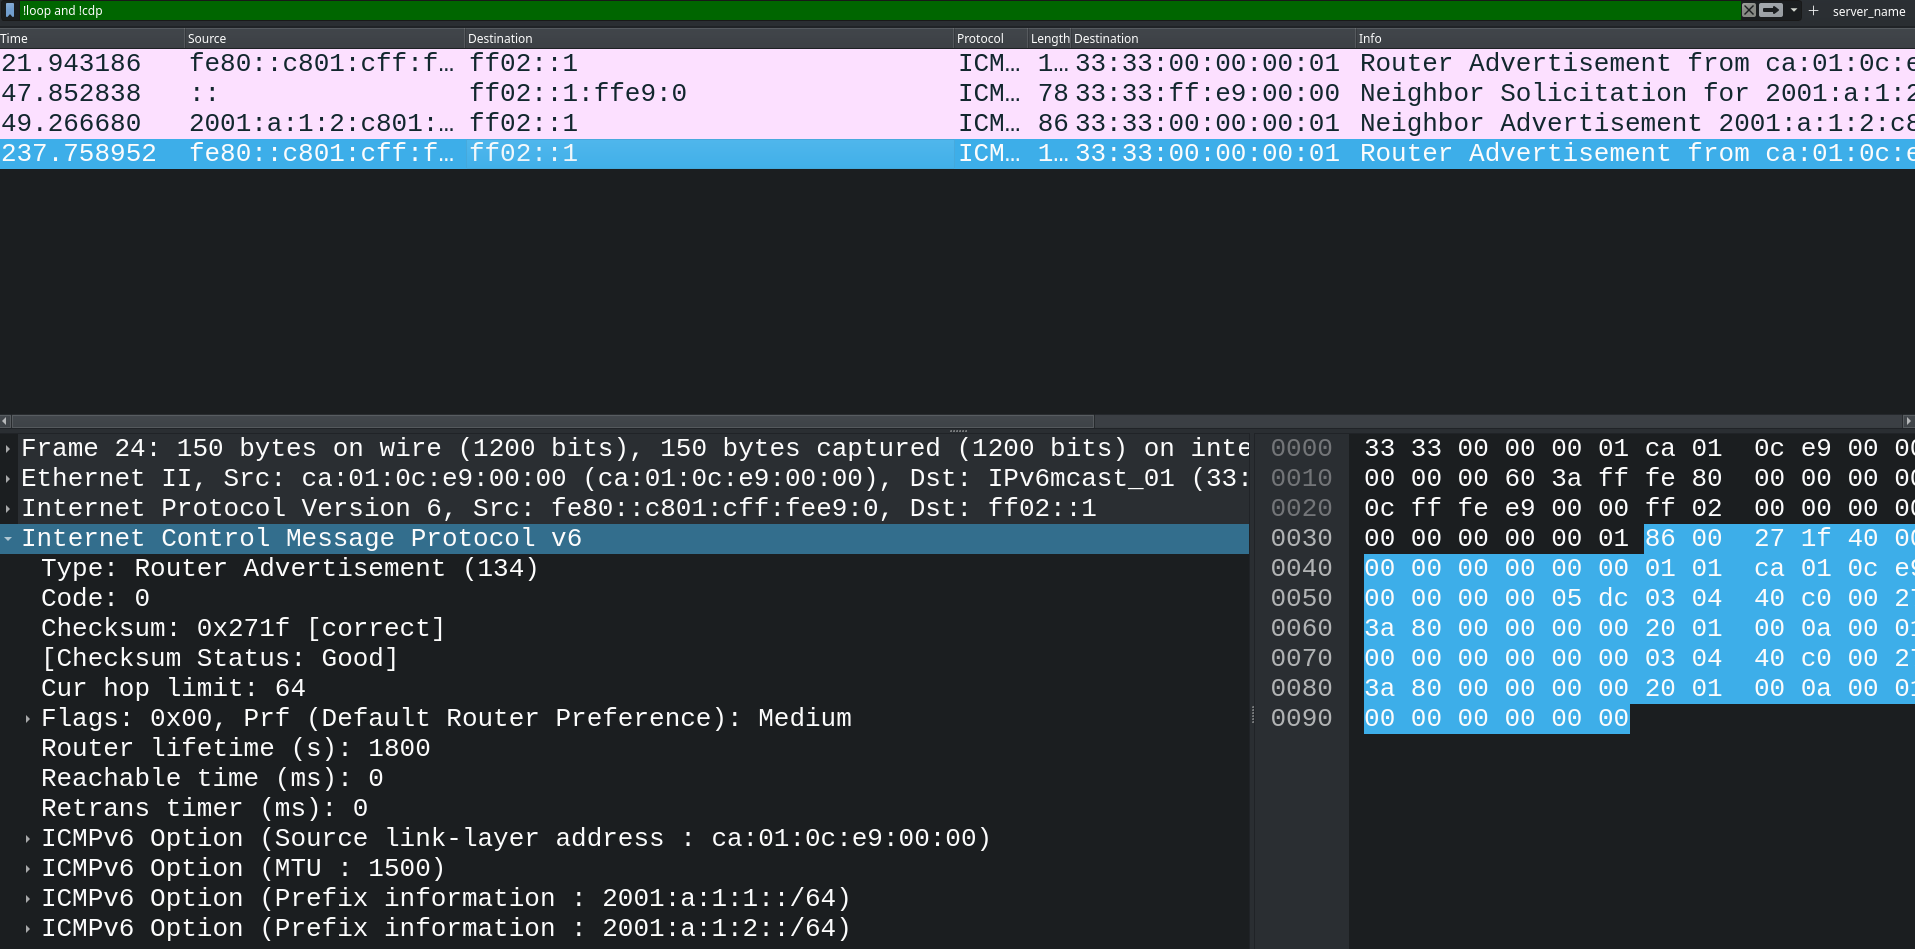 !loop and !cdp
server_name
Time Source Destination Protocol Length Destination Info
21.943186 fe80::c801:cff:f… ff02::1 ICM… 1… 33:33:00:00:00:01 Router Advertisement from ca:01:0c:e
47.852838 :: ff02::1:ffe9:0 ICM… 78 33:33:ff:e9:00:00 Neighbor Solicitation for 2001:a:1:2
49.266680 2001:a:1:2:c801:… ff02::1 ICM… 86 33:33:00:00:00:01 Neighbor Advertisement 2001:a:1:2:c8
237.758952 fe80::c801:cff:f… ff02::1 ICM… 1… 33:33:00:00:00:01 Router Advertisement from ca:01:0c:e
Frame 24: 150 bytes on wire (1200 bits), 150 bytes captured (1200 bits) on inte
Ethernet II, Src: ca:01:0c:e9:00:00 (ca:01:0c:e9:00:00), Dst: IPv6mcast_01 (33:
Internet Protocol Version 6, Src: fe80::c801:cff:fee9:0, Dst: ff02::1
Internet Control Message Protocol v6
Type: Router Advertisement (134)
Code: 0
Checksum: 0x271f [correct]
[Checksum Status: Good]
Cur hop limit: 64
Flags: 0x00, Prf (Default Router Preference): Medium
Router lifetime (s): 1800
Reachable time (ms): 0
Retrans timer (ms): 0
ICMPv6 Option (Source link-layer address : ca:01:0c:e9:00:00)
ICMPv6 Option (MTU : 1500)
ICMPv6 Option (Prefix information : 2001:a:1:1::/64)
ICMPv6 Option (Prefix information : 2001:a:1:2::/64)
0000 33 33 00 00 00 01 ca 01 0c e9 00 00
0010 00 00 00 60 3a ff fe 80 00 00 00 00
0020 0c ff fe e9 00 00 ff 02 00 00 00 00
0030 00 00 00 00 00 01 86 00 27 1f 40 00
0040 00 00 00 00 00 00 01 01 ca 01 0c e9
0050 00 00 00 00 05 dc 03 04 40 c0 00 27
0060 3a 80 00 00 00 00 20 01 00 0a 00 01
0070 00 00 00 00 00 00 03 04 40 c0 00 27
0080 3a 80 00 00 00 00 20 01 00 0a 00 01
0090 00 00 00 00 00 00